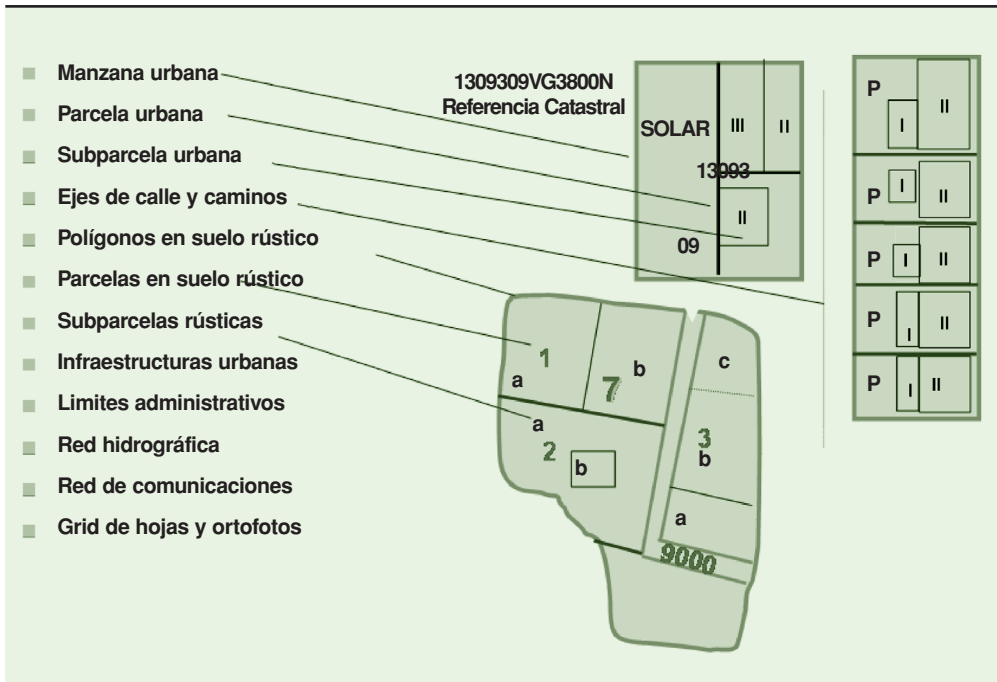 Manzana urbana
Parcela urbana
Subparcela urbana
Ejes de calle y caminos
Polígonos en suelo rústico
Parcelas en suelo rústico
Subparcelas rústicas
Infraestructuras urbanas
Limites administrativos
Red hidrográfica
Red de comunicaciones
Grid de hojas y ortofotos
1309309VG3800N
Referencia Catastral
SOLAR III II
13093
II
09
P I II
P I II
P I II
P I II
P I II
1 a
7 b
c
a 2 b
3 b
a
9000